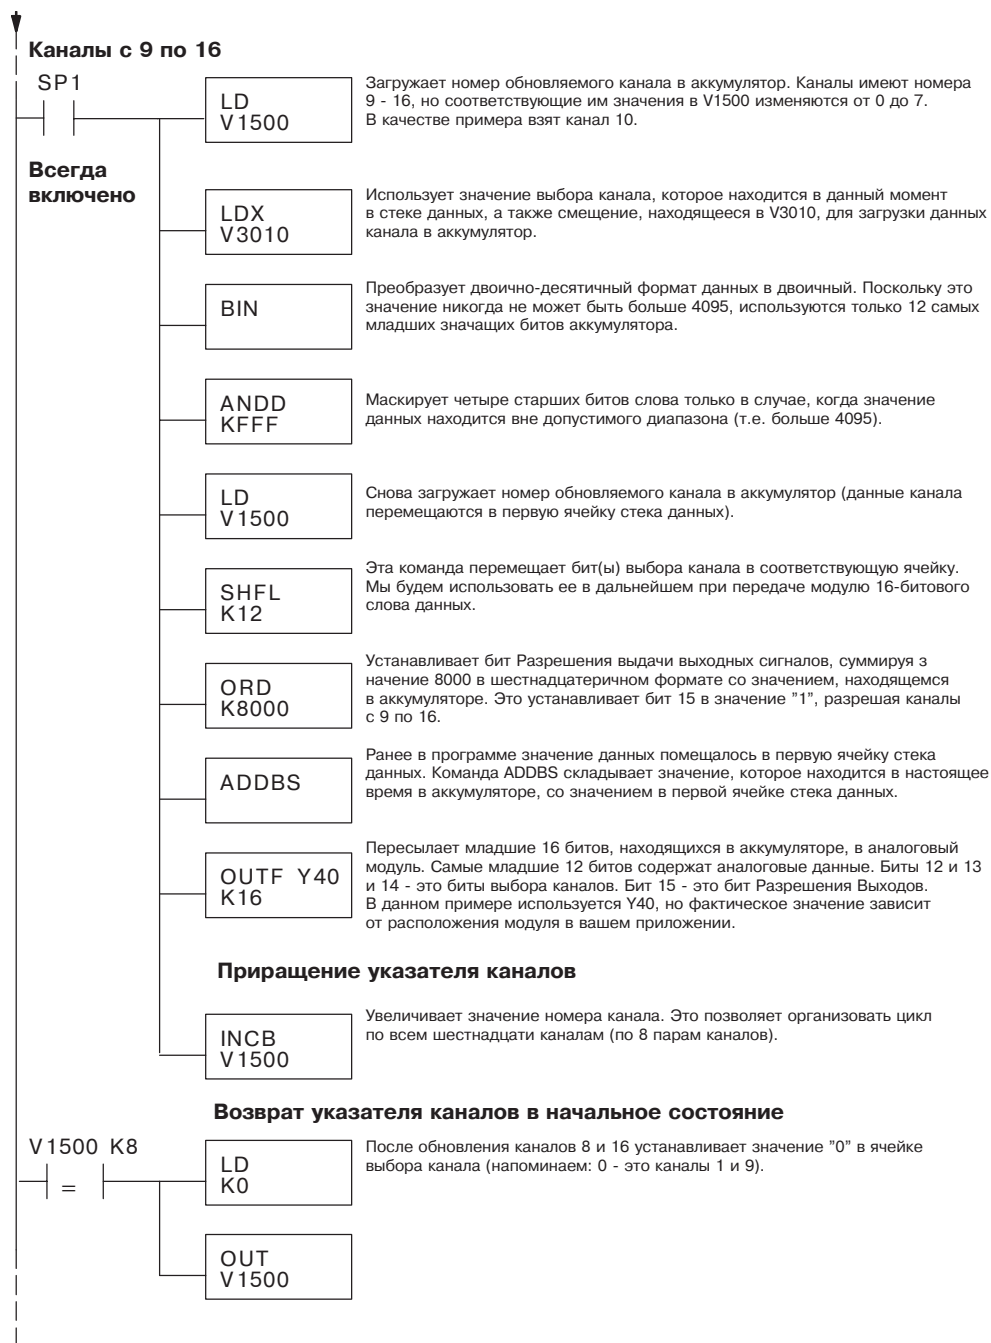 Каналы с 9 по 16
SP1
LD
V1500
Загружает номер обновляемого канала в аккумулятор. Каналы имеют номера
9 - 16, но соответствующие им значения в V1500 изменяются от 0 до 7.
В качестве примера взят канал 10.
Всегда
включено
LDX
V3010
Использует значение выбора канала, которое находится в данный момент
в стеке данных, а также смещение, находящееся в V3010, для загрузки данных
канала в аккумулятор.
BIN
Преобразует двоично-десятичный формат данных в двоичный. Поскольку это
значение никогда не может быть больше 4095, используются только 12 самых
младших значащих битов аккумулятора.
ANDD
KFFF
Маскирует четыре старших битов слова только в случае, когда значение
данных находится вне допустимого диапазона (т.е. больше 4095).
LD
V1500
Снова загружает номер обновляемого канала в аккумулятор (данные канала
перемещаются в первую ячейку стека данных).
SHFL
K12
Эта команда перемещает бит(ы) выбора канала в соответствующую ячейку.
Мы будем использовать ее в дальнейшем при передаче модулю 16-битового
слова данных.
ORD
K8000
Устанавливает бит Разрешения выдачи выходных сигналов, суммируя з
начение 8000 в шестнадцатеричном формате со значением, находящемся
в аккумуляторе. Это устанавливает бит 15 в значение ”1”, разрешая каналы
с 9 по 16.
ADDBS
Ранее в программе значение данных помещалось в первую ячейку стека
данных. Команда ADDBS складывает значение, которое находится в настоящее
время в аккумуляторе, со значением в первой ячейке стека данных.
OUTF Y40
K16
Пересылает младшие 16 битов, находящихся в аккумуляторе, в аналоговый
модуль. Самые младшие 12 битов содержат аналоговые данные. Биты 12 и 13
и 14 - это биты выбора каналов. Бит 15 - это бит Разрешения Выходов.
В данном примере используется Y40, но фактическое значение зависит
от расположения модуля в вашем приложении.
Приращение указателя каналов
INCB
V1500
Увеличивает значение номера канала. Это позволяет организовать цикл
по всем шестнадцати каналам (по 8 парам каналов).
Возврат указателя каналов в начальное состояние
V1500 K8
=
LD
K0
После обновления каналов 8 и 16 устанавливает значение ”0” в ячейке
выбора канала (напоминаем: 0 - это каналы 1 и 9).
OUT
V1500